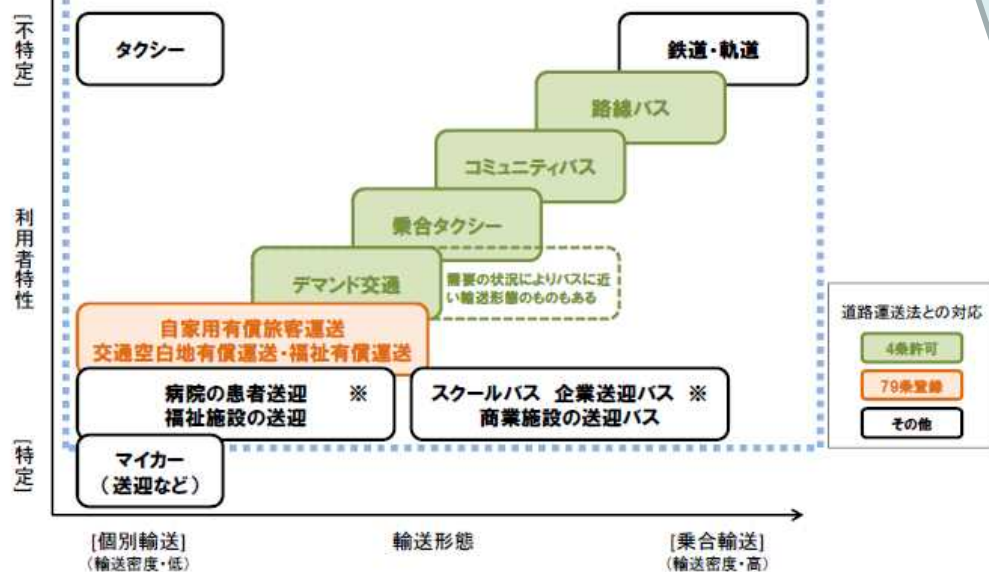 [不特定]
タクシー
鉄道・軌道
路線バス
コミュニティバス
乗合タクシー
デマンド交通
需要の状況によりバスに近
い輸送形態のものもある
利用者特性
自家用有償旅客運送
交通空白地有償運送・福祉有償運送
病院の患者送迎 ※
福祉施設の送迎
スクールバス 企業送迎バス ※
商業施設の送迎バス
[特定]
マイカー
(送迎など)
[個別輸送]
(輸送密度・低)
輸送形態
[乗合輸送]
(輸送密度・高)
道路運送法との対応
4条許可
79条登録
その他